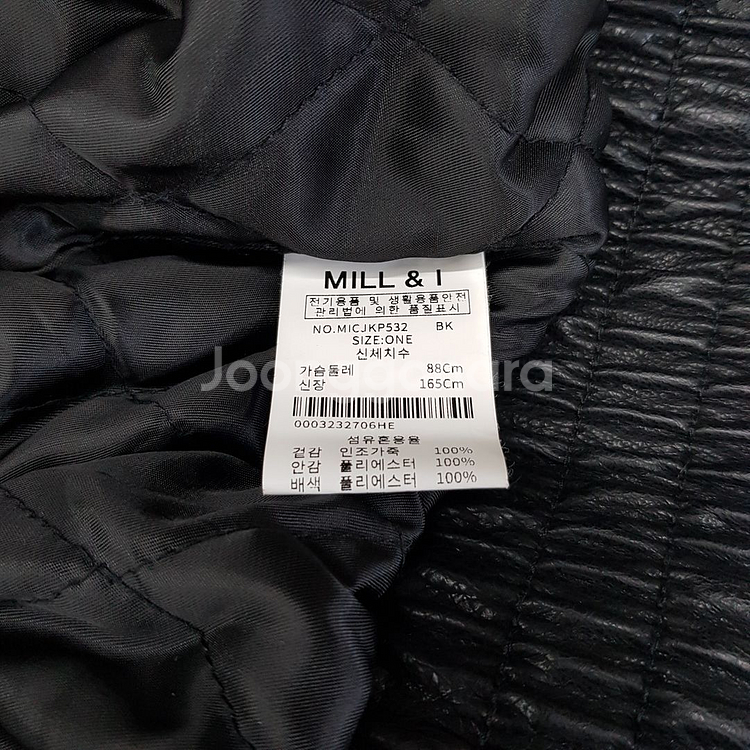 MILL & I
전기용품 및 생활용품안전
관리법에 의한 품질표시
NO.MICJKP532 BK
SIZE:ONE
신체치수
가슴둘레 88Cm
신장 165Cm
Joonggonara
0003232706HE
섬유혼용율
겉감 인조가죽 100%
안감 폴리에스터 100%
배색 폴리에스터 100%